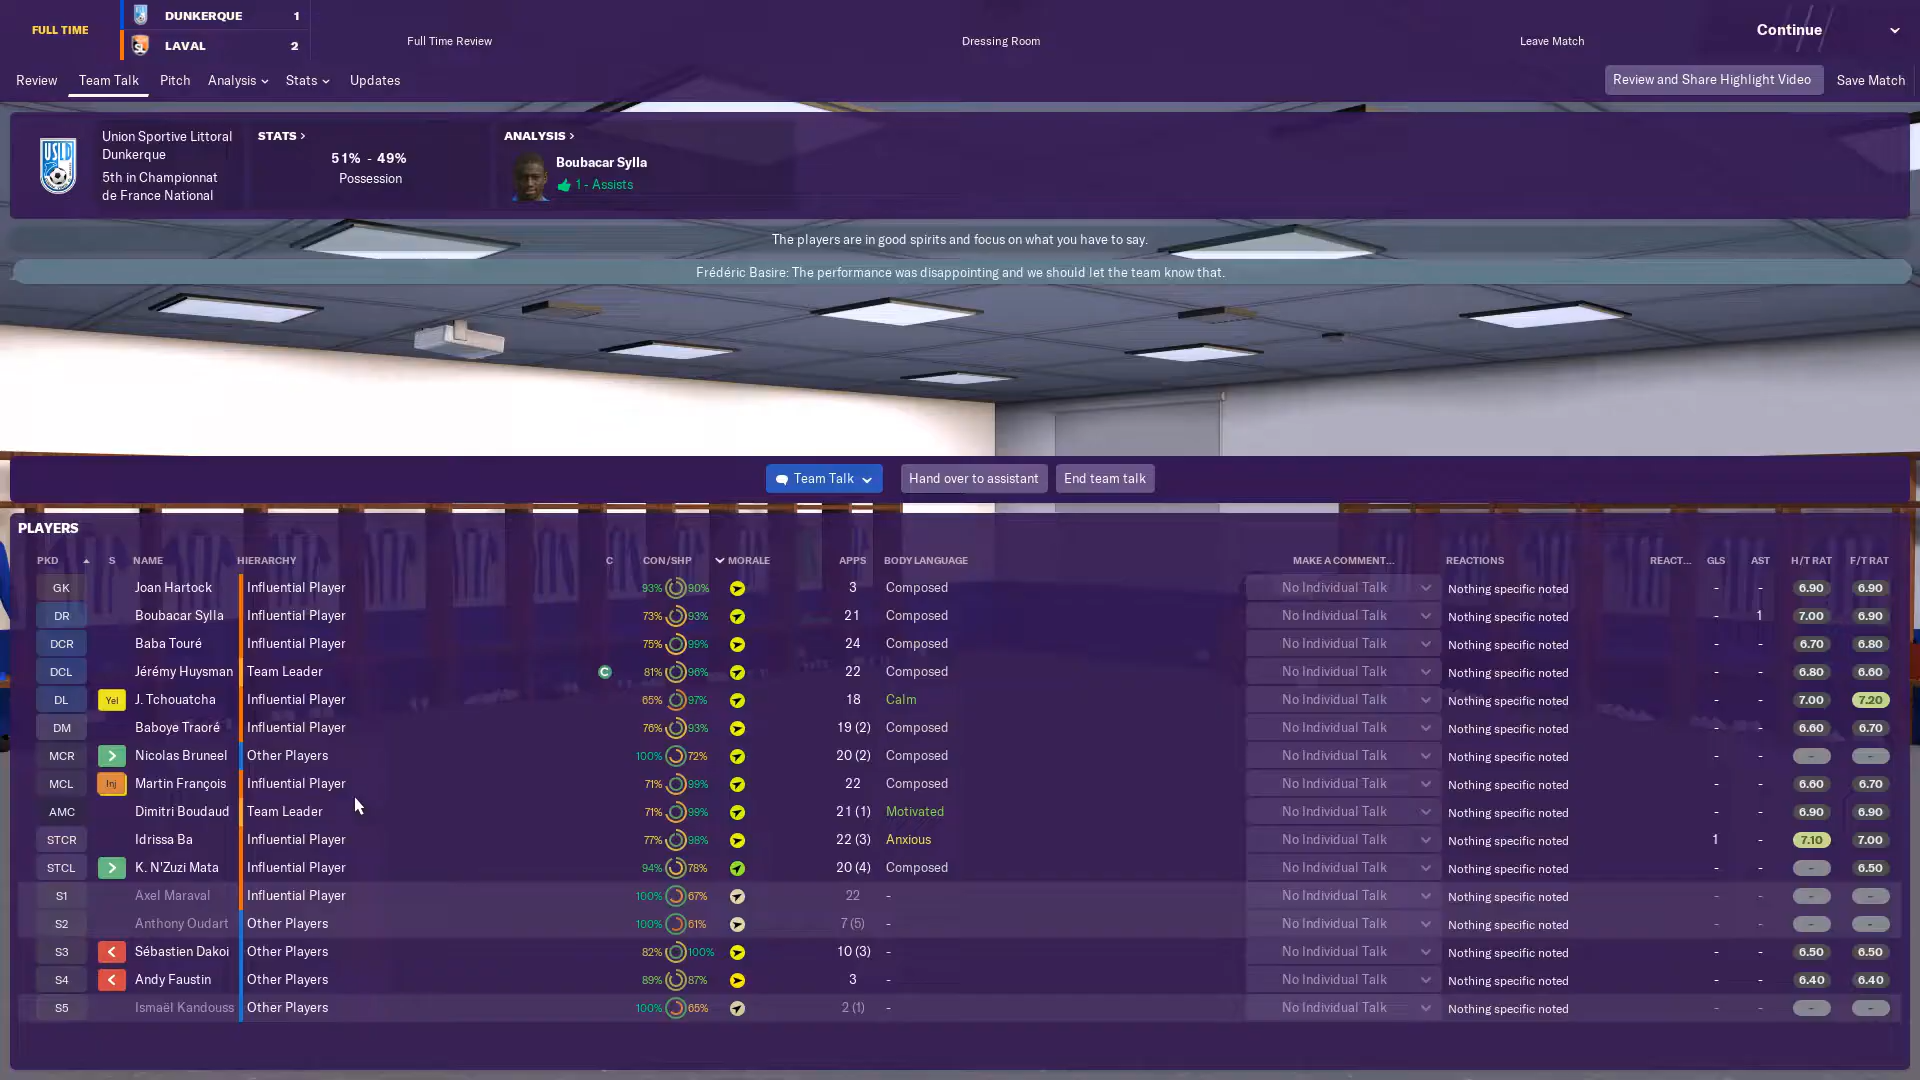 FULL TIME
DUNKERQUE 1
LAVAL 2
Full Time Review
Dressing Room
Leave Match
Continue
Review Team Talk Pitch Analysis Stats Updates
Review and Share Highlight Video Save Match
USLD
Union Sportive Littoral
Dunkerque
5th in Championnat
de France National
STATS >
51% - 49%
Possession
ANALYSIS >
Boubacar Sylla
1 - Assists
The players are in good spirits and focus on what you have to say.
Frédéric Basire: The performance was disappointing and we should let the team know that.
Team Talk Hand over to assistant End team talk
PLAYERS
PKD S NAME HIERARCHY C CON/SHP MORALE APPS BODY LANGUAGE MAKE A COMMENT... REACTIONS REACT... GLS AST H/T RAT F/T RAT
GK Joan Hartock Influential Player 93% 90% 3 Composed No Individual Talk Nothing specific noted - - 6.90 6.90
DR Boubacar Sylla Influential Player 73% 93% 21 Composed No Individual Talk Nothing specific noted - 1 7.00 6.90
DCR Baba Touré Influential Player 75% 99% 24 Composed No Individual Talk Nothing specific noted - - 6.70 6.80
DCL Jérémy Huysman Team Leader C 81% 96% 22 Composed No Individual Talk Nothing specific noted - - 6.80 6.60
DL Yel J. Tchouatcha Influential Player 65% 97% 18 Calm No Individual Talk Nothing specific noted - - 7.00 7.20
DM Baboye Traoré Influential Player 76% 93% 19 (2) Composed No Individual Talk Nothing specific noted - - 6.60 6.70
MCR Nicolas Bruneel Other Players 100% 72% 20 (2) Composed No Individual Talk Nothing specific noted - - - -
MCL Inj Martin François Influential Player 71% 99% 22 Composed No Individual Talk Nothing specific noted - - 6.60 6.70
AMC Dimitri Boudaud Team Leader 71% 99% 21 (1) Motivated No Individual Talk Nothing specific noted - - 6.90 6.90
STCR Idrissa Ba Influential Player 77% 98% 22 (3) Anxious No Individual Talk Nothing specific noted 1 - 7.10 7.00
STCL K. N'Zuzi Mata Influential Player 94% 78% 20 (4) Composed No Individual Talk Nothing specific noted - - - 6.50
S1 Axel Maraval Influential Player 100% 67% 22 - No Individual Talk Nothing specific noted - - - -
S2 Anthony Oudart Other Players 100% 61% 7 (5) - No Individual Talk Nothing specific noted - - - -
S3 Sébastien Dakoi Other Players 82% 100% 10 (3) - No Individual Talk Nothing specific noted - - 6.50 6.50
S4 Andy Faustin Other Players 89% 87% 3 - No Individual Talk Nothing specific noted - - 6.40 6.40
S5 Ismaël Kandouss Other Players 100% 65% 2 (1) - No Individual Talk Nothing specific noted - - - -